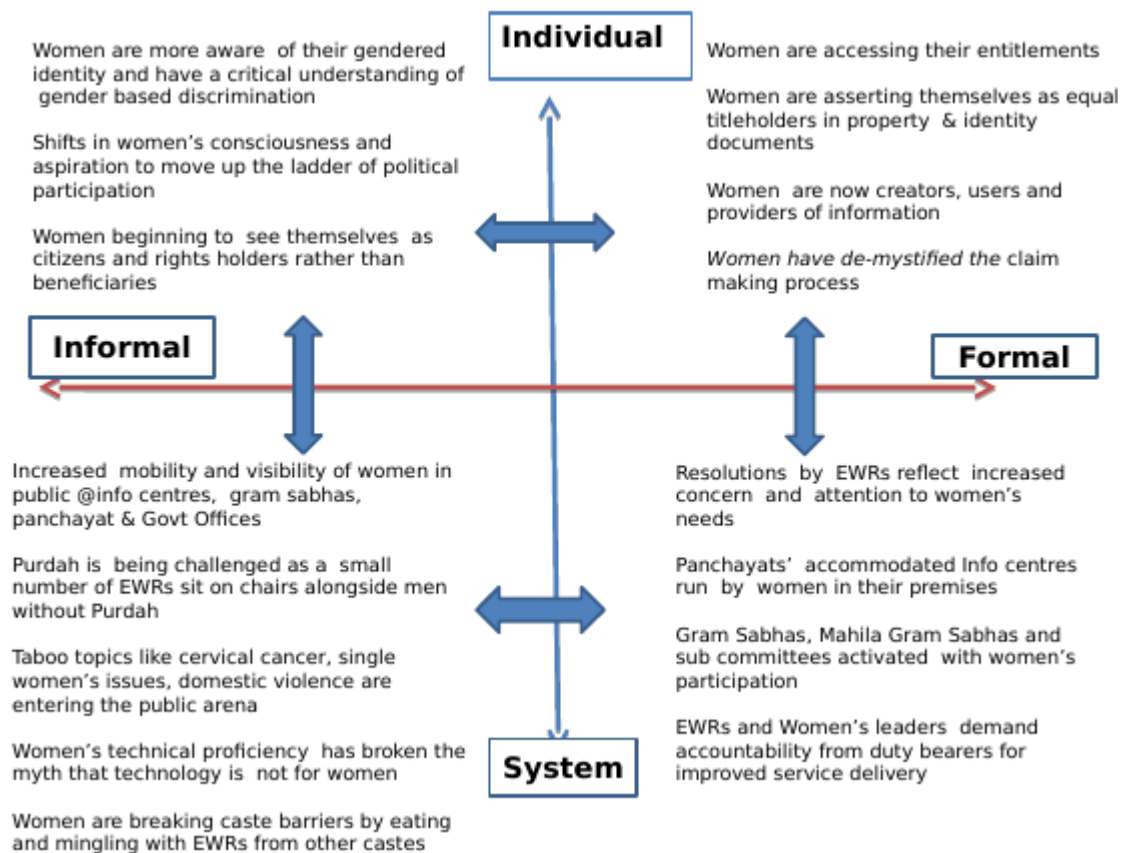 Individual
Women are more aware of their gendered
identity and have a critical understanding of
gender based discrimination
Shifts in women's consciousness and
aspiration to move up the ladder of political
participation
Women beginning to see themselves as
citizens and rights holders rather than
beneficiaries
Women are accessing their entitlements
Women are asserting themselves as equal
titleholders in property & identity
documents
Women are now creators, users and
providers of information
Women have de-mystified the claim
making process
Informal
Formal
Increased mobility and visibility of women in
public @info centres, gram sabhas,
panchayat & Govt Offices
Purdah is being challenged as a small
number of EWRs sit on chairs alongside men
without Purdah
Taboo topics like cervical cancer, single
women's issues, domestic violence are
entering the public arena
Women's technical proficiency has broken the
myth that technology is not for women
Women are breaking caste barriers by eating
and mingling with EWRs from other castes
Resolutions by EWRs reflect increased
concern and attention to women's
needs
Panchayats' accommodated Info centres
run by women in their premises
Gram Sabhas, Mahila Gram Sabhas and
sub committees activated with women's
participation
EWRs and Women's leaders demand
accountability from duty bearers for
improved service delivery
System